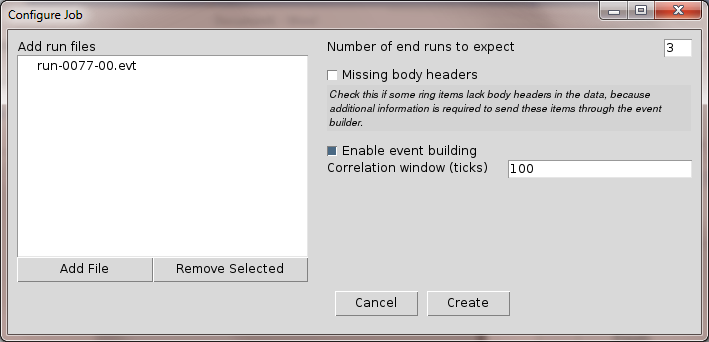 Configure Job
Add run files
run-0077-00.evt
Add File
Remove Selected
Number of end runs to expect
3
Missing body headers
Check this if some ring items lack body headers in the data, because
additional information is required to send these items through the event
builder.
Enable event building
Correlation window (ticks)
100
Cancel
Create